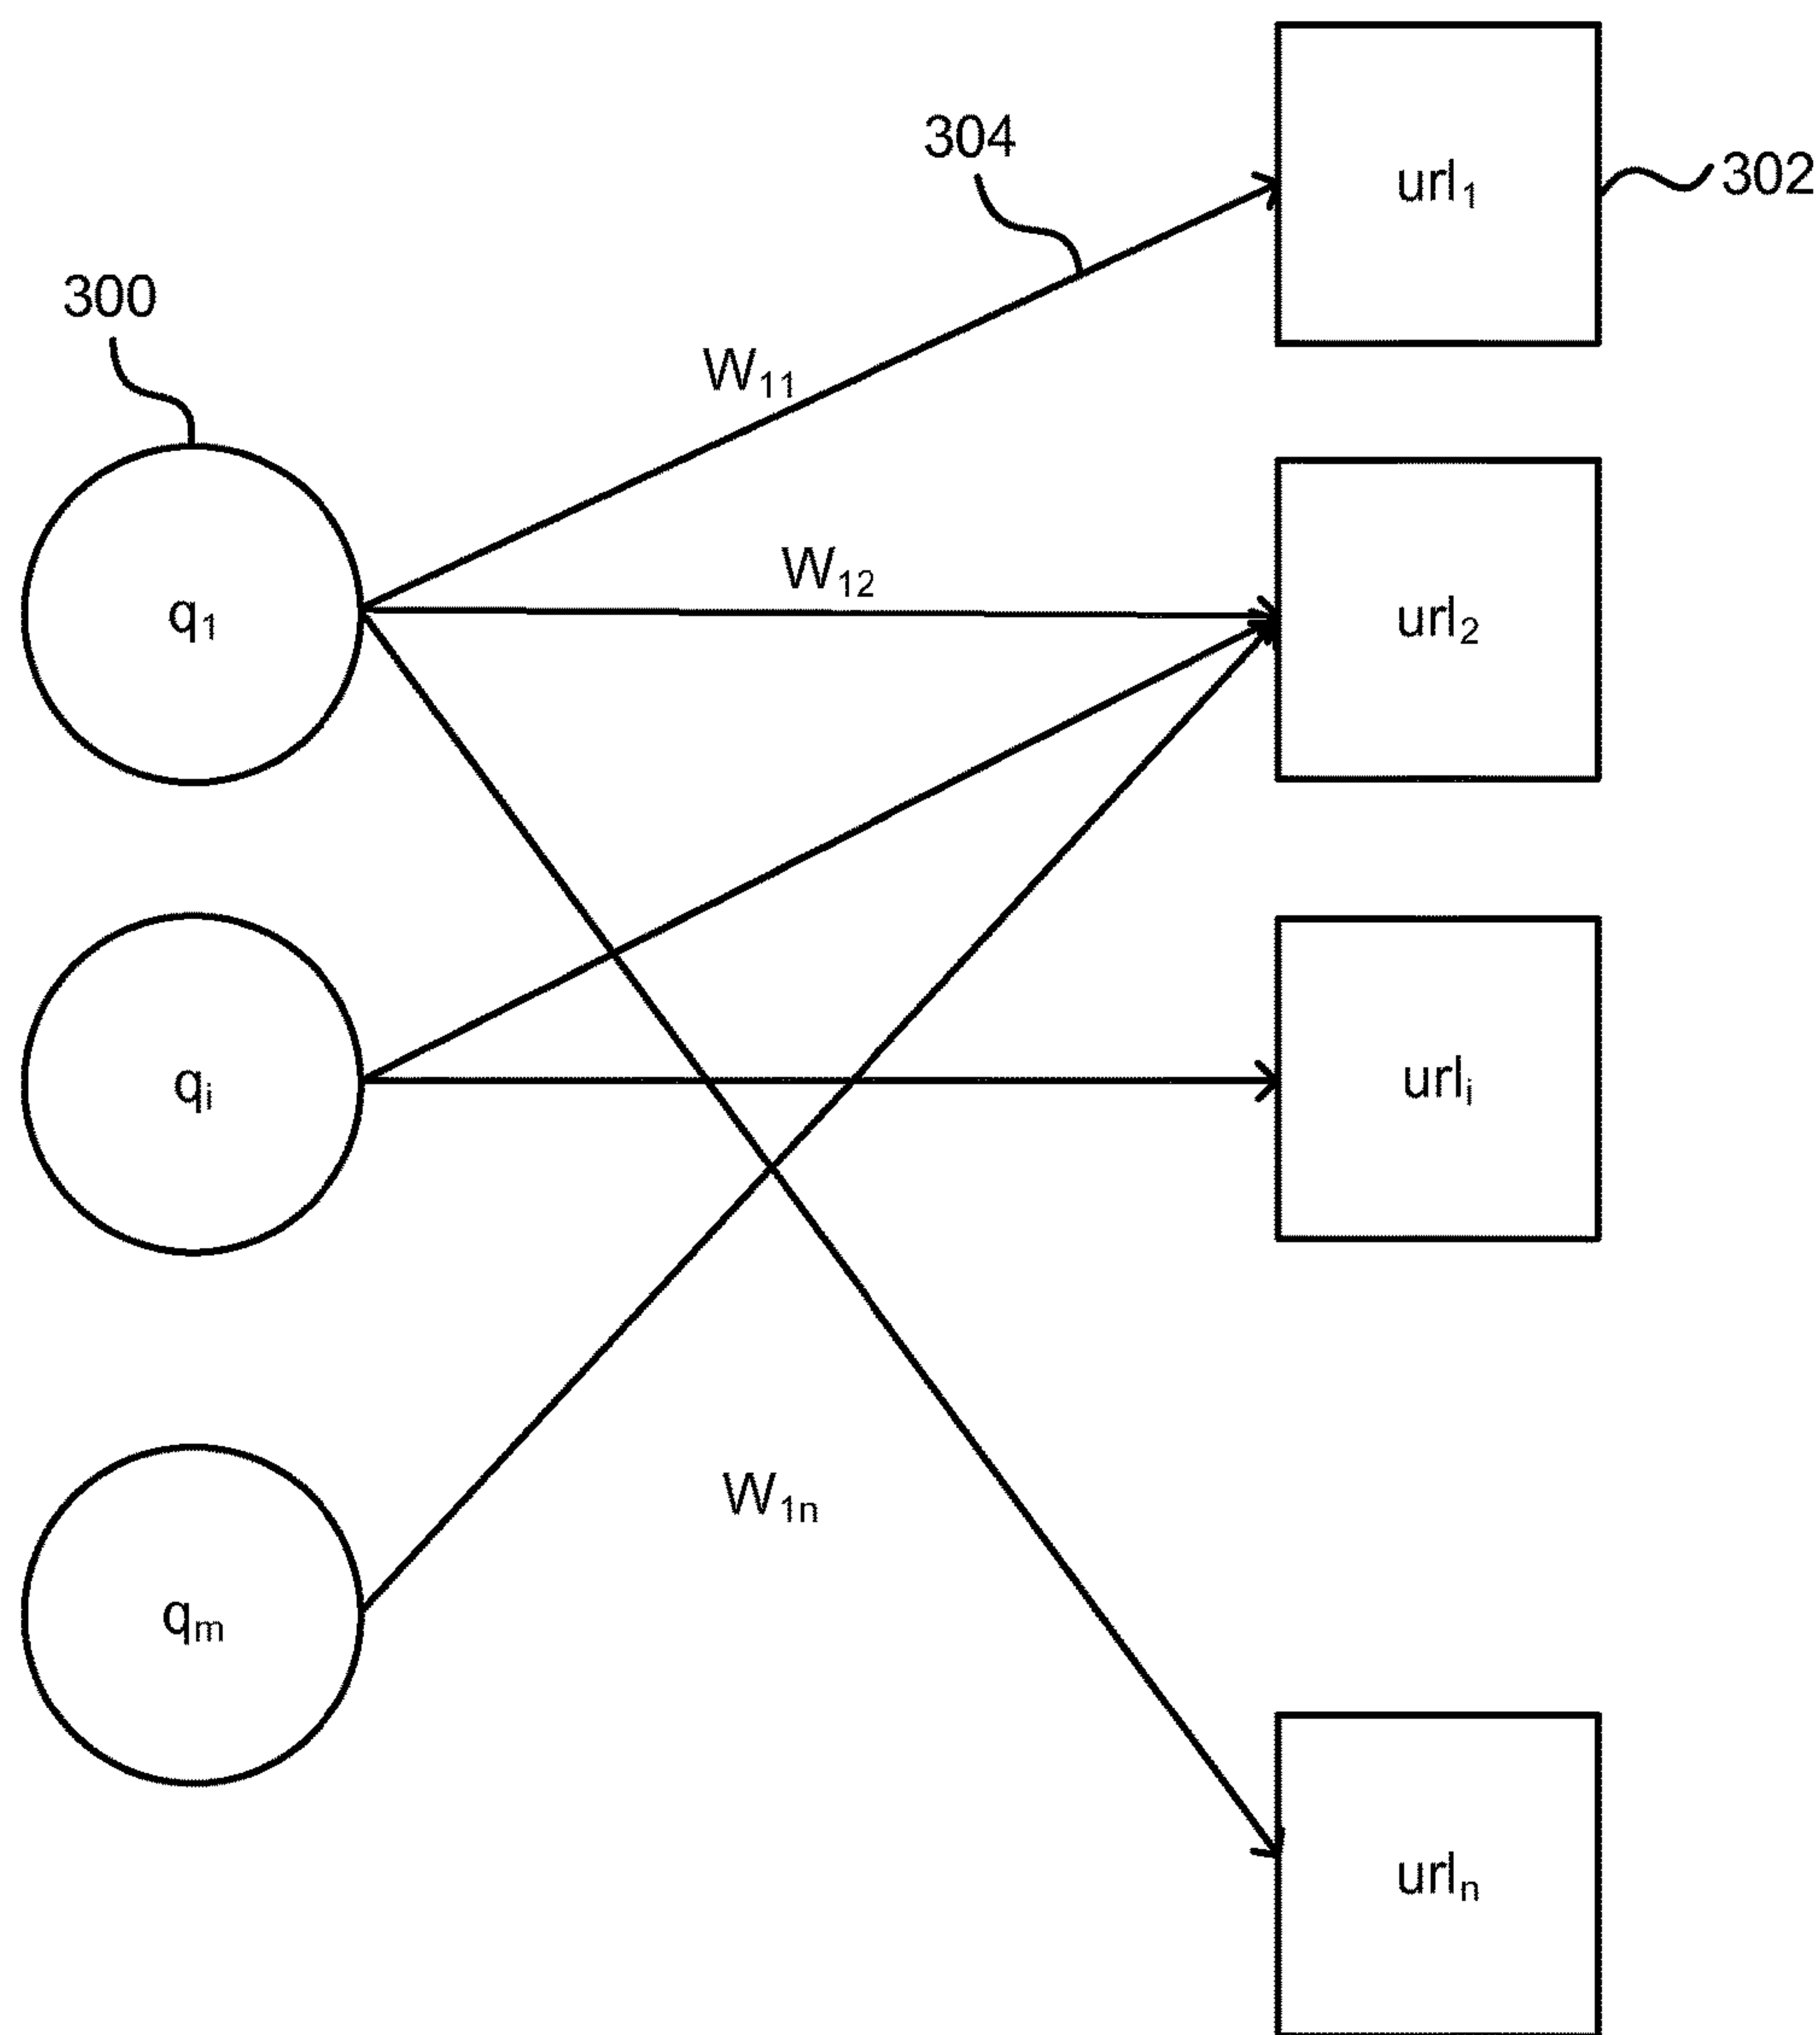 304
url₁
302
300
W₁₁
W₁₂
q₁
url₂
qᵢ
urlᵢ
W₁ₙ
qₘ
urlₙ